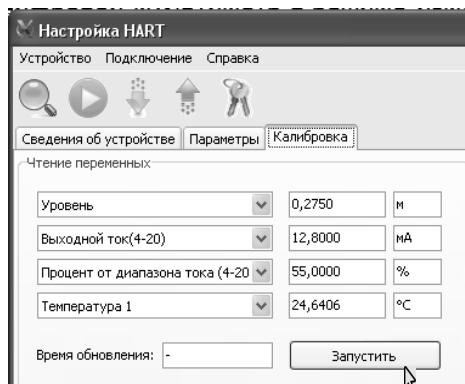 Настройка HART
Устройство Подключение Справка
Сведения об устройстве Параметры Калибровка
Чтение переменных
Уровень 0,2750 м
Выходной ток(4-20) 12,8000 мА
Процент от диапазона тока (4-20 55,0000 %
Температура 1 24,6406 °C
Время обновления: - Запустить